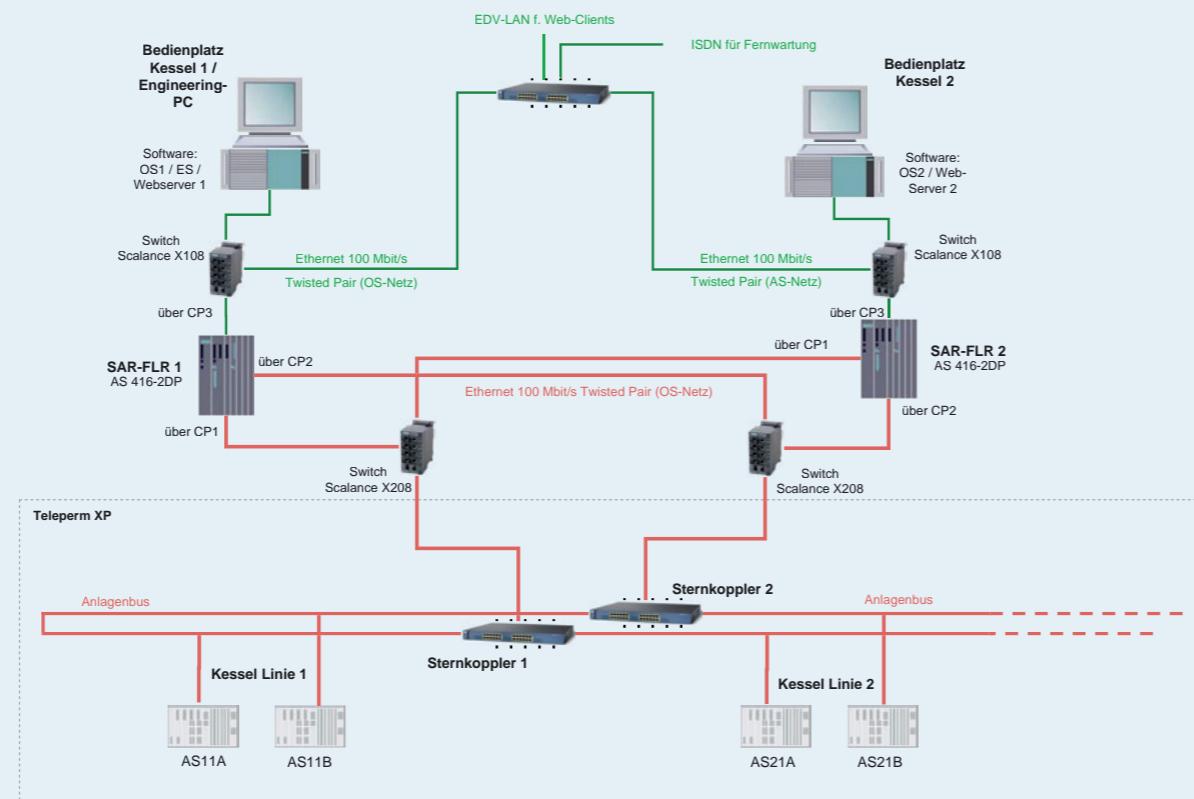 EDV-LAN f. Web-Clients
ISDN für Fernwartung
Bedienplatz
Kessel 1 /
Engineering-
PC
Bedienplatz
Kessel 2
Software:
OS1 / ES /
Webserver 1
Software:
OS2 / Web-
Server 2
Switch
Scalance X108
Ethernet 100 Mbit/s
Twisted Pair (OS-Netz)
Ethernet 100 Mbit/s
Twisted Pair (AS-Netz)
Switch
Scalance X108
über CP3
über CP3
SAR-FLR 1
AS 416-2DP
über CP2
über CP1
SAR-FLR 2
AS 416-2DP
Ethernet 100 Mbit/s Twisted Pair (OS-Netz)
über CP1
über CP2
Switch
Scalance X208
Switch
Scalance X208
Teleperm XP
Sternkoppler 2
Anlagenbus
Anlagenbus
Sternkoppler 1
Kessel Linie 1
Kessel Linie 2
AS11A
AS11B
AS21A
AS21B